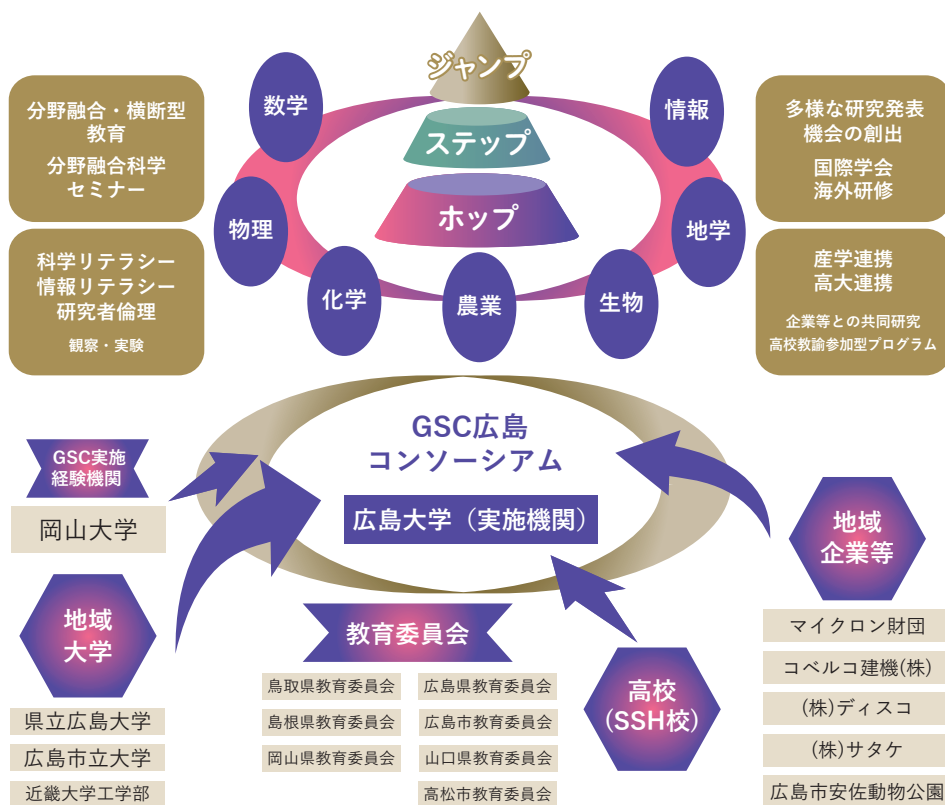 ジャンプ
ステップ
ホップ
数学
物理
化学
農業
生物
地学
情報
分野融合・横断型
教育
分野融合科学
セミナー
科学リテラシー
情報リテラシー
研究者倫理
観察・実験
多様な研究発表
機会の創出
国際学会
海外研修
産学連携
高大連携
企業等との共同研究
高校教諭参加型プログラム
GSC広島
コンソーシアム
広島大学（実施機関）
GSC実施
経験機関
岡山大学
地域
大学
県立広島大学
広島市立大学
近畿大学工学部
教育委員会
鳥取県教育委員会
島根県教育委員会
岡山県教育委員会
広島県教育委員会
広島市教育委員会
山口県教育委員会
高松市教育委員会
高校
(SSH校)
地域
企業等
マイクロン財団
コベルコ建機(株)
(株)ディスコ
(株)サタケ
広島市安佐動物公園